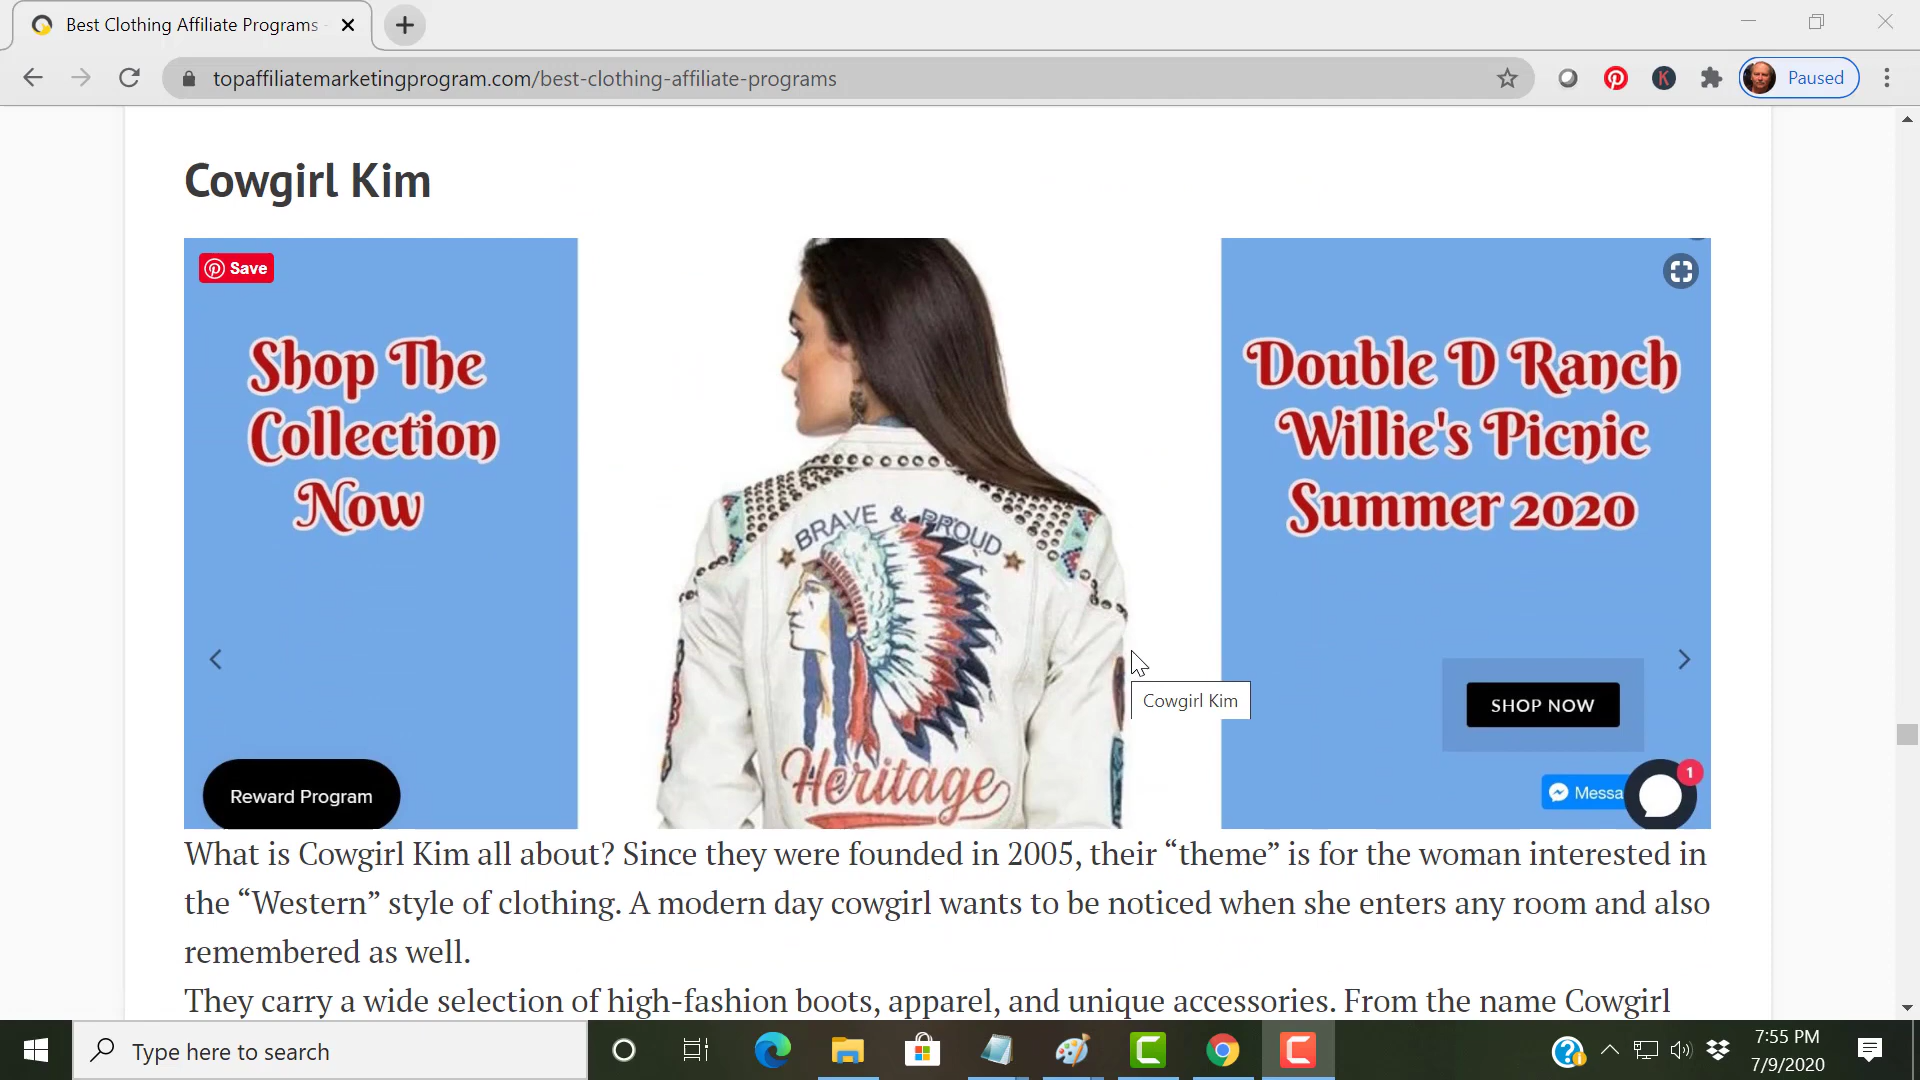 Best Clothing Affiliate Programs -
topaffiliatemarketingprogram.com/best-clothing-affiliate-programs
K
Paused
Cowgirl Kim
Save
Shop The
Collection
Now
BRAVE & PROUD
Heritage
Double D Ranch
Willie's Picnic
Summer 2020
Cowgirl Kim
SHOP NOW
Reward Program
Messa
1
What is Cowgirl Kim all about? Since they were founded in 2005, their “theme” is for the woman interested in
the “Western” style of clothing. A modern day cowgirl wants to be noticed when she enters any room and also
remembered as well.
They carry a wide selection of high-fashion boots, apparel, and unique accessories. From the name Cowgirl
Type here to search
7:55 PM
7/9/2020